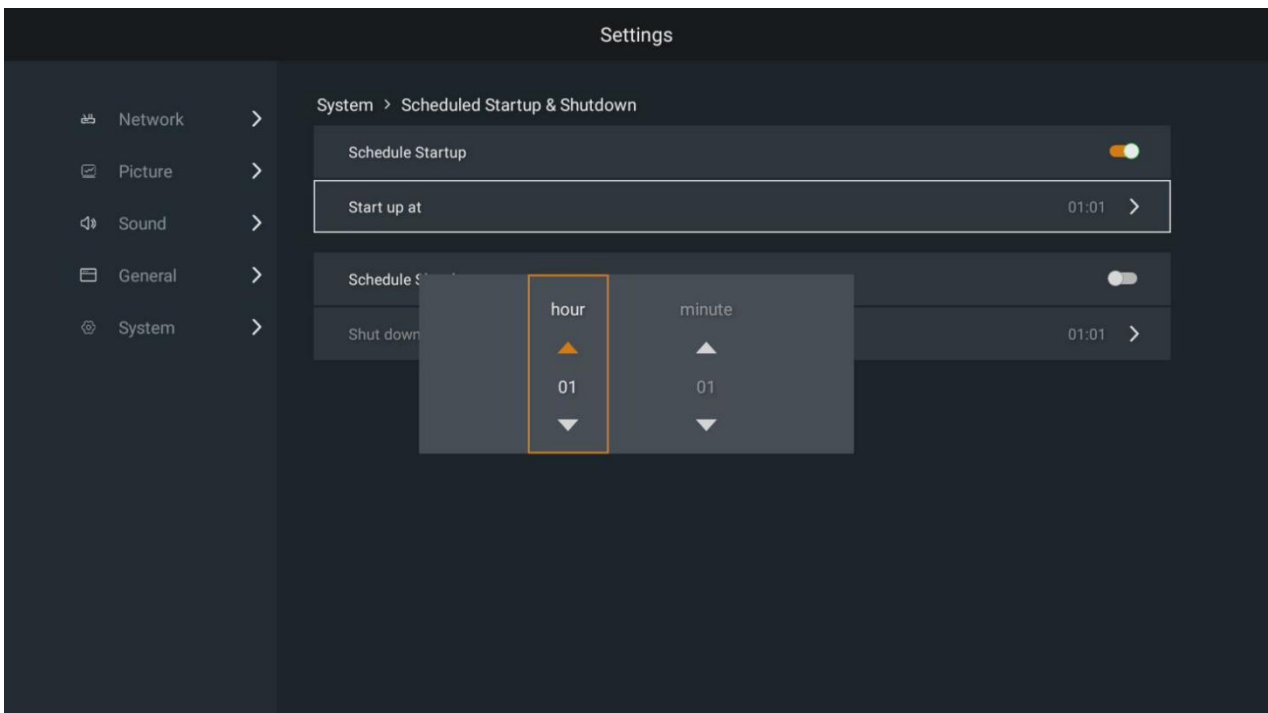 Settings
Network
Picture
Sound
General
System
System > Scheduled Startup & Shutdown
Schedule Startup
Start up at 01:01
Schedule
Shut down 01:01
hour minute
01 01